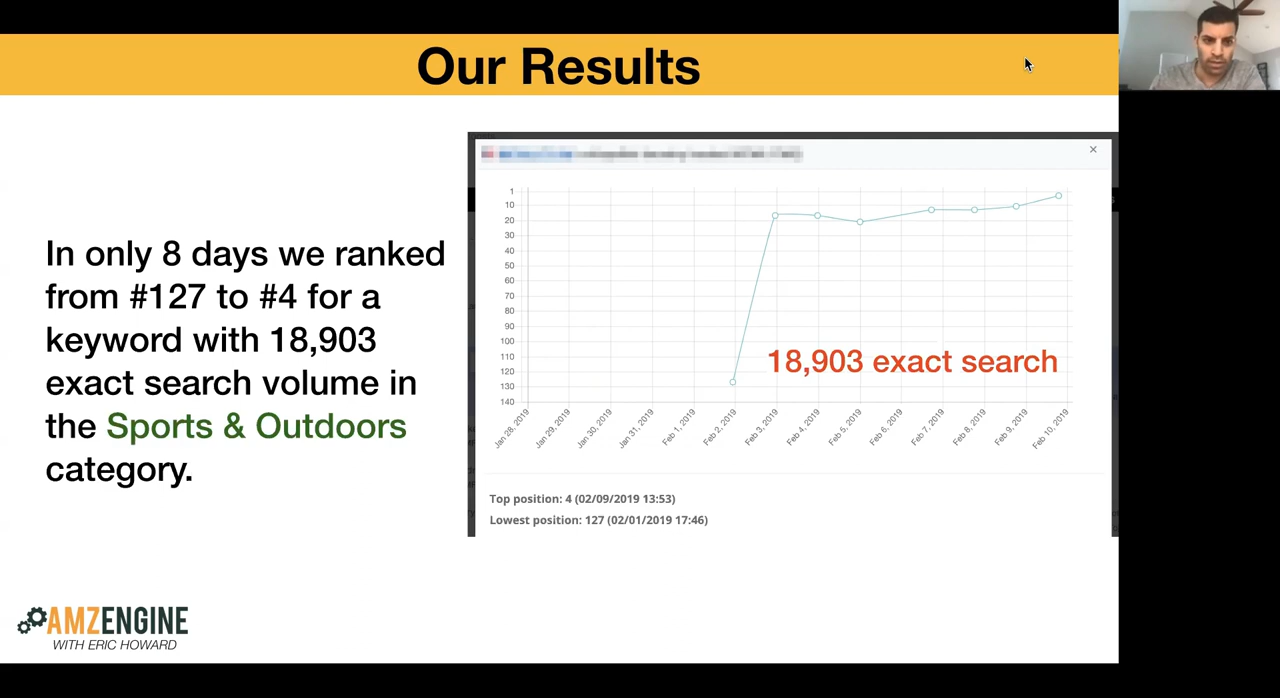 Our Results
In only 8 days we ranked
from #127 to #4 for a
keyword with 18,903
exact search volume in
the Sports & Outdoors
category.
1
10
20
30
40
50
60
70
80
90
100
110
120
130
140
18,903 exact search
Jan 28, 2019
Jan 29, 2019
Jan 30, 2019
Jan 31, 2019
Feb 1, 2019
Feb 2, 2019
Feb 3, 2019
Feb 4, 2019
Feb 5, 2019
Feb 6, 2019
Feb 7, 2019
Feb 8, 2019
Feb 9, 2019
Feb 10, 2019
Top position: 4 (02/09/2019 13:53)
Lowest position: 127 (02/01/2019 17:46)
AMZENGINE
WITH ERIC HOWARD